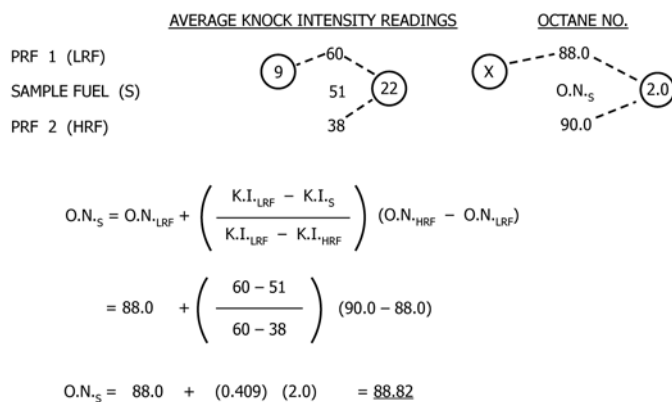 AVERAGE KNOCK INTENSITY READINGS OCTANE NO.
PRF 1 (LRF) 60 88.0
9 X
SAMPLE FUEL (S) 51 22 O.N.S 2.0
PRF 2 (HRF) 38 90.0
O.N.S = O.N.LRF + ( K.I.LRF – K.I.S / K.I.LRF – K.I.HRF ) (O.N.HRF – O.N.LRF)
= 88.0 + ( 60 – 51 / 60 – 38 ) (90.0 – 88.0)
O.N.S = 88.0 + (0.409) (2.0) = 88.82